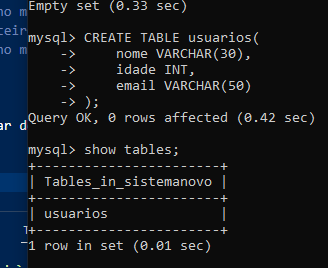 Empty set (0.33 sec)
mysql> CREATE TABLE usuarios(
    ->     nome VARCHAR(30),
    ->     idade INT,
    ->     email VARCHAR(50)
    -> );
Query OK, 0 rows affected (0.42 sec)
mysql> show tables;
+-----------------------+
| Tables_in_sistemanovo |
+-----------------------+
| usuarios              |
+-----------------------+
1 row in set (0.01 sec)